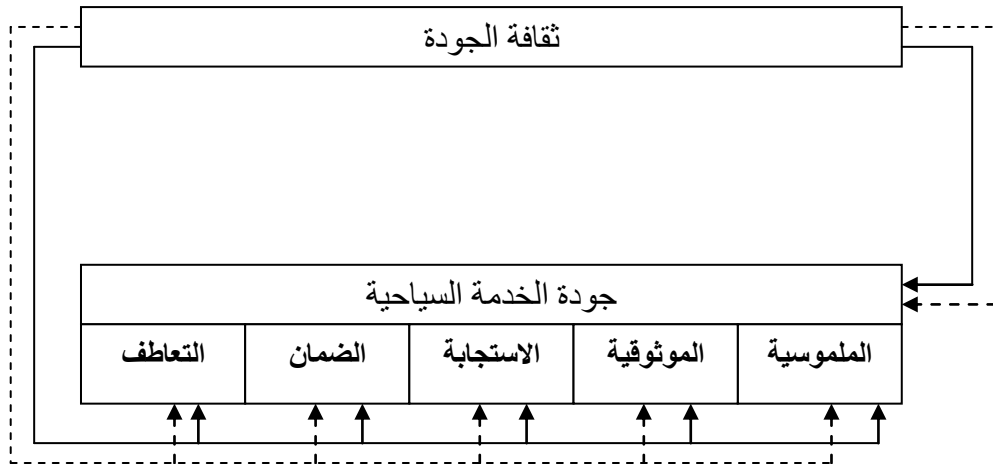 ثقافة الجودة
جودة الخدمة السياحية
الملموسية
الموثوقية
الاستجابة
الضمان
التعاطف